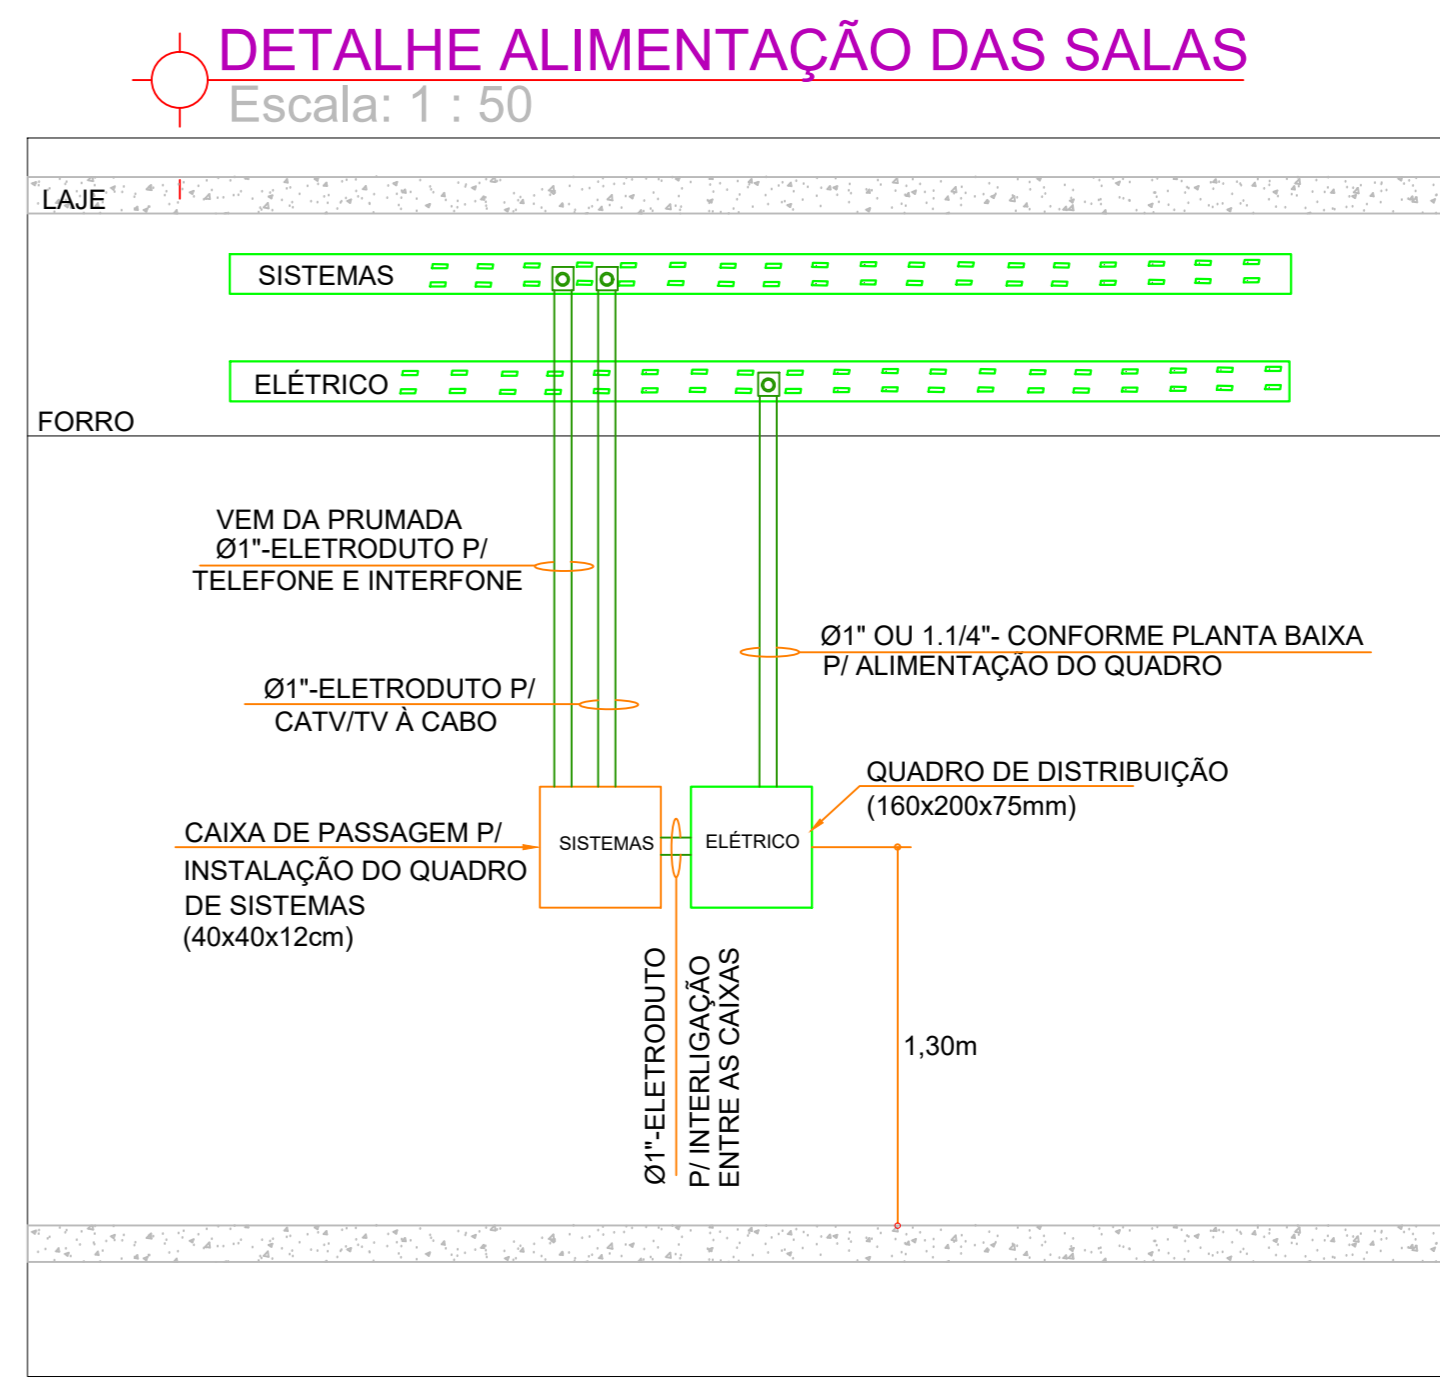 DETALHE ALIMENTAÇÃO DAS SALAS
Escala: 1 : 50
LAJE
SISTEMAS
ELÉTRICO
FORRO
VEM DA PRUMADA
Ø1"-ELETRODUTO P/
TELEFONE E INTERFONE
Ø1" OU 1.1/4"- CONFORME PLANTA BAIXA
P/ ALIMENTAÇÃO DO QUADRO
Ø1"-ELETRODUTO P/
CATV/TV À CABO
QUADRO DE DISTRIBUIÇÃO
(160x200x75mm)
CAIXA DE PASSAGEM P/
INSTALAÇÃO DO QUADRO
DE SISTEMAS
(40x40x12cm)
SISTEMAS
ELÉTRICO
Ø1"-ELETRODUTO
P/ INTERLIGAÇÃO
ENTRE AS CAIXAS
1,30m